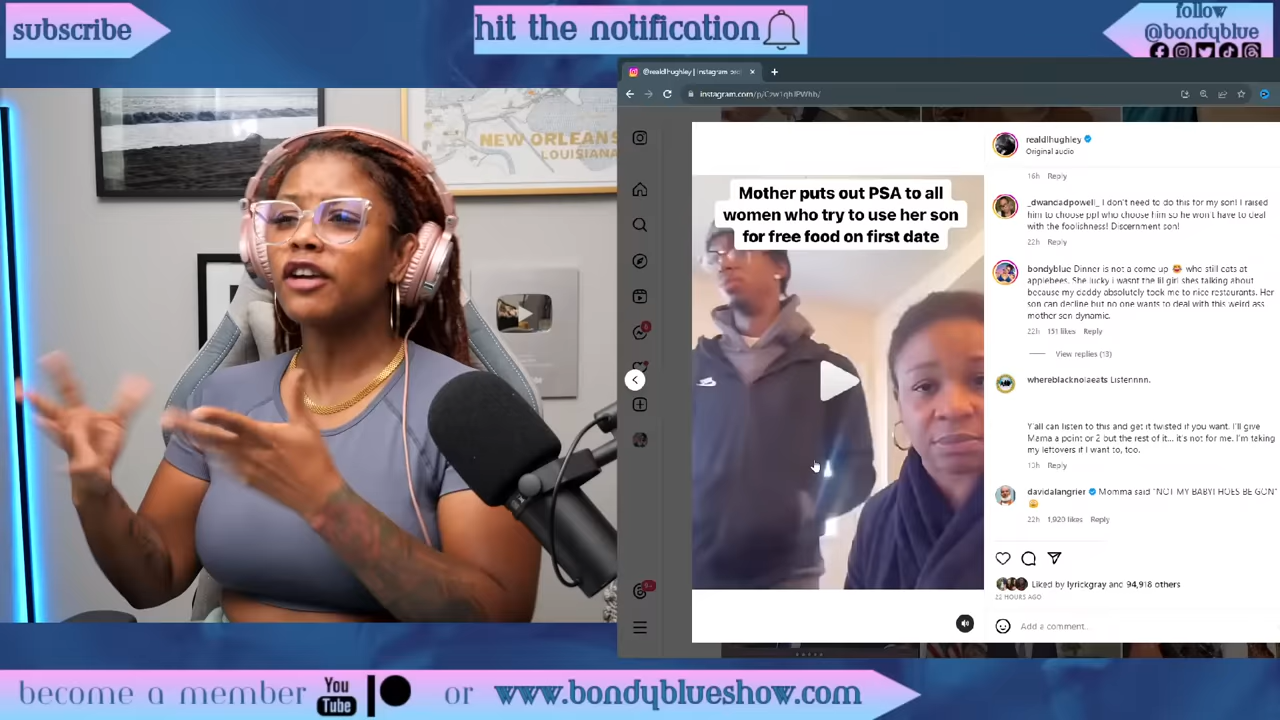 subscribe
hit the notification
follow
@bondyblue
NEW ORLEANS
LOUISIANA
@realdlhughley | Instagram
realdlhughley
Original audio
16h Reply
_dwandadpowell_ I don't need to do this for my son! I raised
him to choose ppl who choose him so he won't have to deal
with the foolishness! Discernment son!
22h Reply
bondyblue Dinner is not a come up 😂 who still eats at
applebees. She lucky I wasnt the lil girl shes talking about
because my daddy absolutely took me to nice restaurants. Her
son can decline but no one wants to deal with this weird ass
mother son dynamic.
22h 151 likes Reply
View replies (13)
whereblacknolaeats Listennnn.
Y'all can listen to this and get it twisted if you want. I'll give
Mama a point or 2 but the rest of it... it's not for me. I'm taking
my leftovers if I want to, too.
13h Reply
davidalangrier Momma said "NOT MY BABY! HOES BE GON"
😩
22h 1,920 likes Reply
Liked by lyrickgray and 94,918 others
22 HOURS AGO
Add a comment...
Mother puts out PSA to all
women who try to use her son
for free food on first date
become a member
You
Tube
or
www.bondyblueshow.com